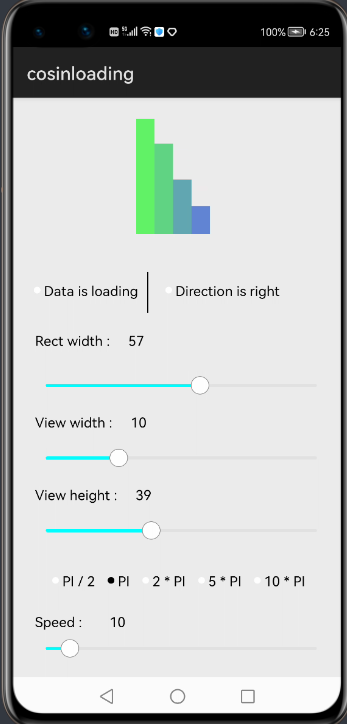 100% 6:25
cosinloading
Data is loading Direction is right
Rect width : 57
View width : 10
View height : 39
PI / 2 PI 2 * PI 5 * PI 10 * PI
Speed : 10